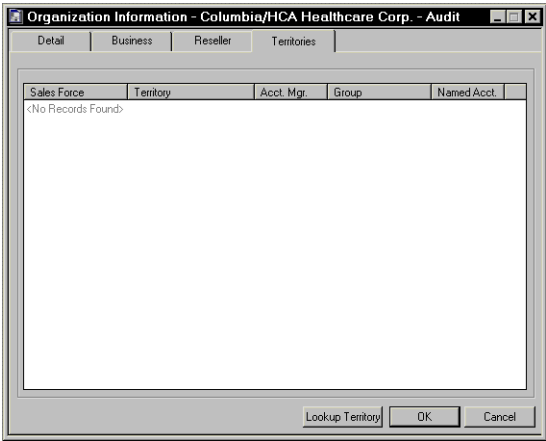 Organization Information - Columbia/HCA Healthcare Corp. - Audit
Detail Business Reseller Territories
Sales Force Territory Acct. Mgr. Group Named Acct.
<No Records Found>
Lookup Territory OK Cancel